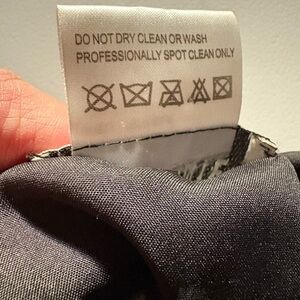 DO NOT DRY CLEAN OR WASH
PROFESSIONALLY SPOT CLEAN ONLY